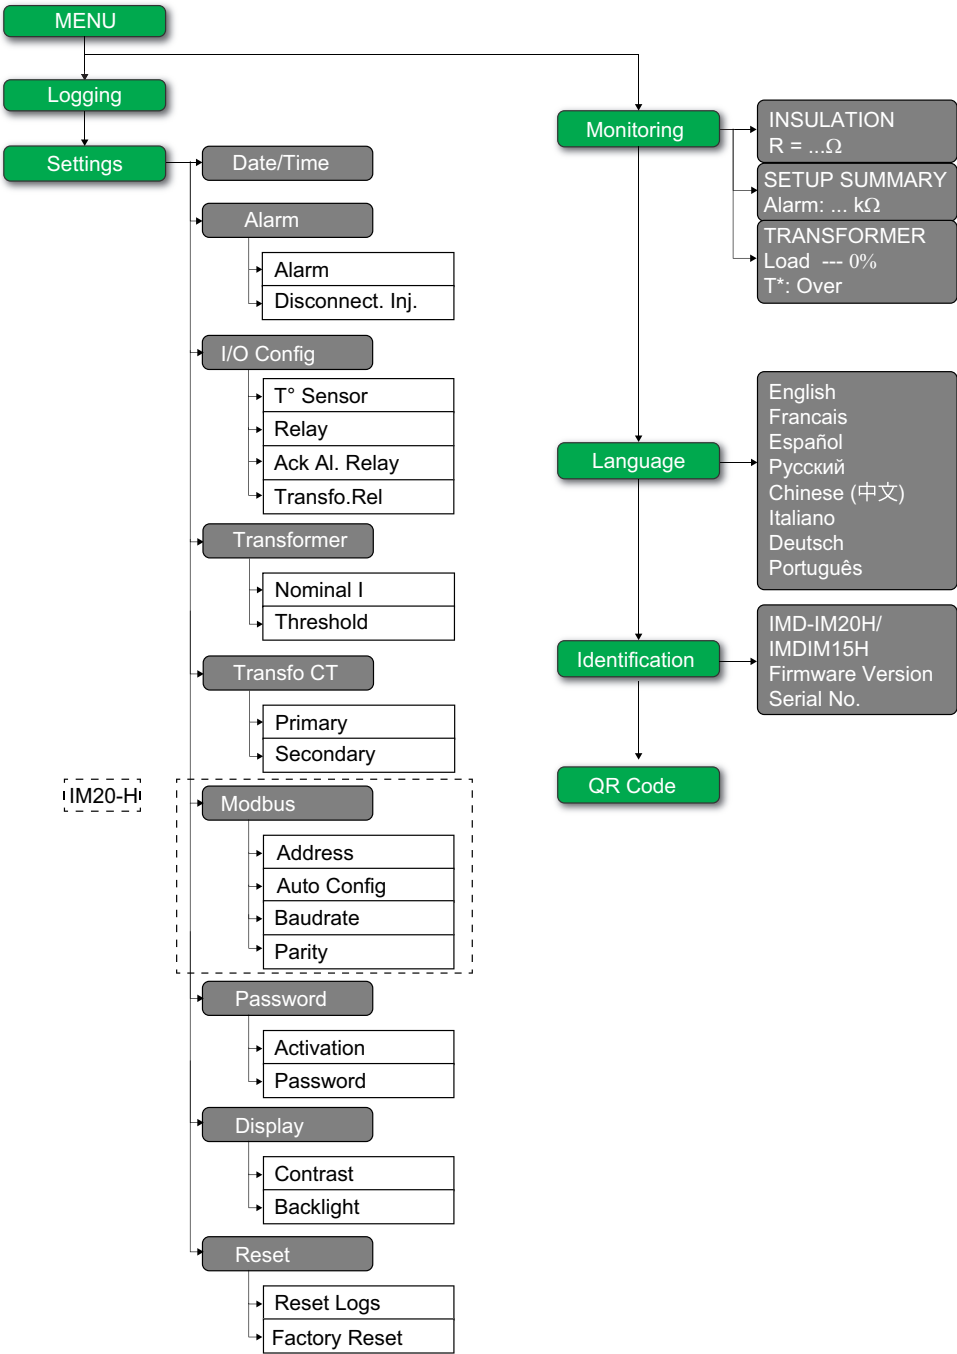 MENU
Logging
Settings
Date/Time
Alarm
Alarm
Disconnect. Inj.
I/O Config
T° Sensor
Relay
Ack Al. Relay
Transfo.Rel
Transformer
Nominal I
Threshold
Transfo CT
Primary
Secondary
IM20-H
Modbus
Address
Auto Config
Baudrate
Parity
Password
Activation
Password
Display
Contrast
Backlight
Reset
Reset Logs
Factory Reset
Monitoring
INSULATION
R = ...Ω
SETUP SUMMARY
Alarm: ... kΩ
TRANSFORMER
Load --- 0%
T*: Over
Language
English
Francais
Español
Русский
Chinese (中文)
Italiano
Deutsch
Português
Identification
IMD-IM20H/
IMDIM15H
Firmware Version
Serial No.
QR Code